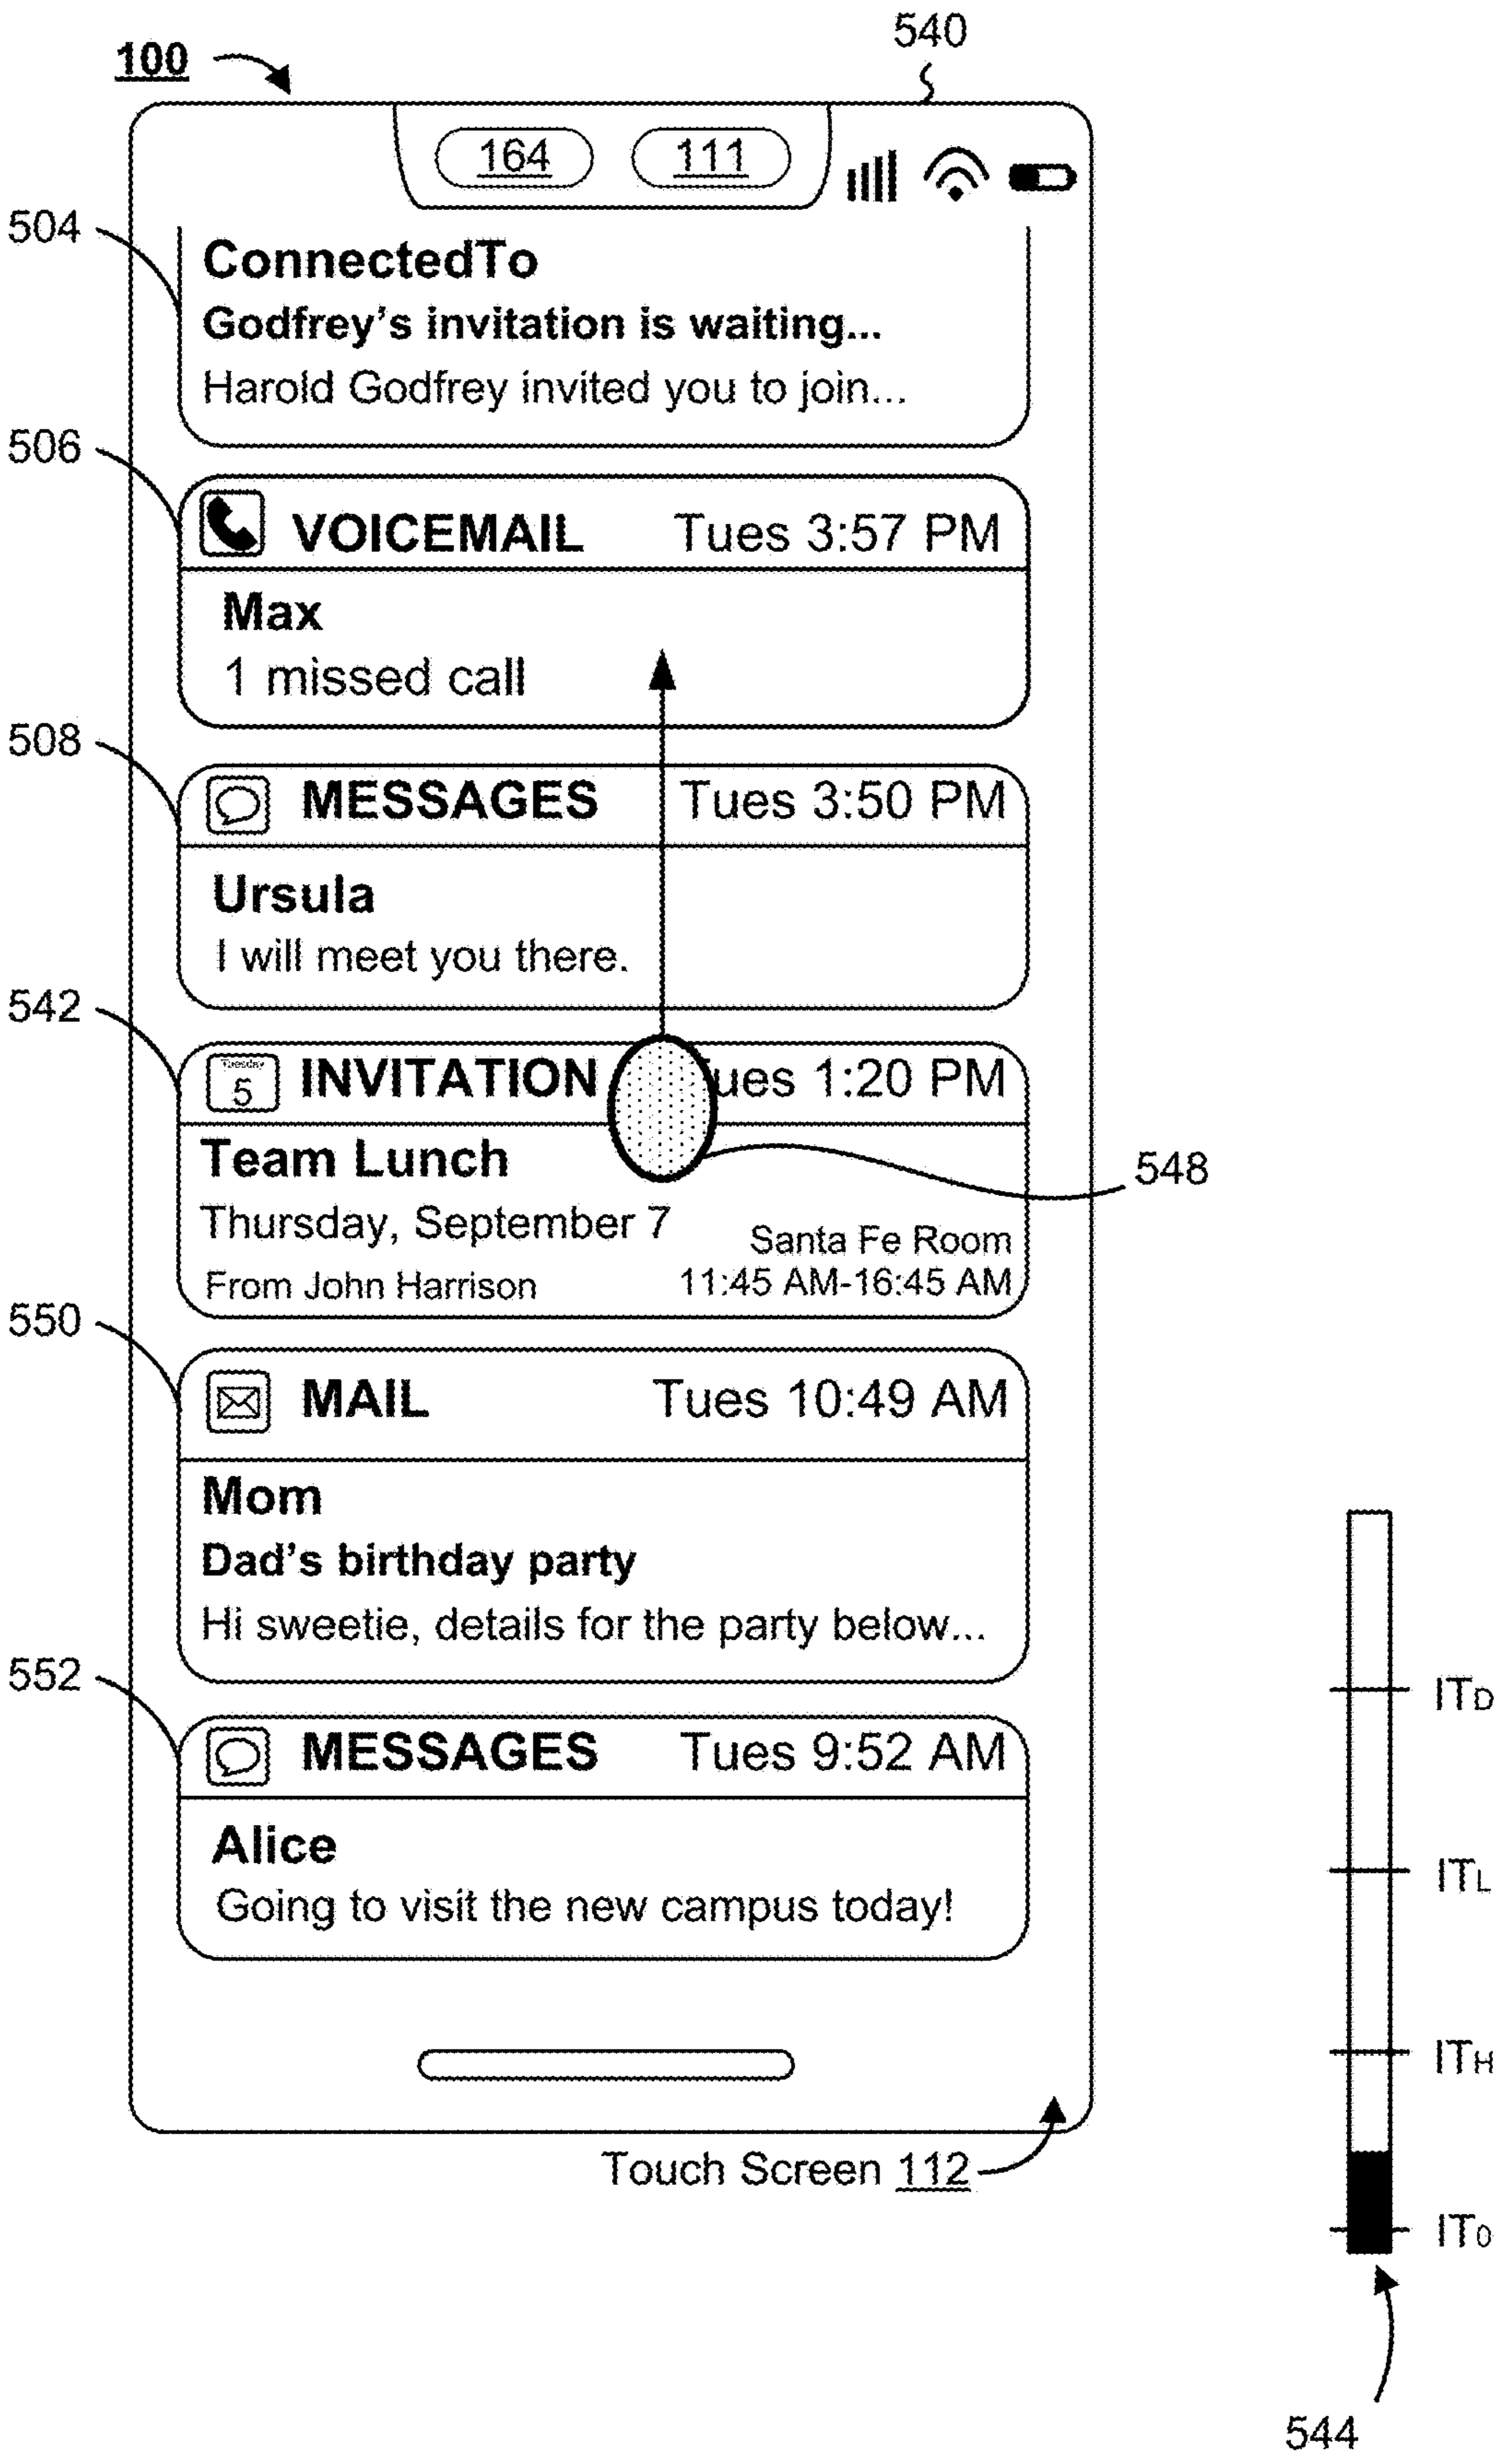 540
100
164 111
504
ConnectedTo
Godfrey's invitation is waiting...
Harold Godfrey invited you to join...
506
VOICEMAIL Tues 3:57 PM
Max
1 missed call
508
MESSAGES Tues 3:50 PM
Ursula
I will meet you there.
542
Tuesday
5
INVITATION ues 1:20 PM
Team Lunch
548
Thursday, September 7
Santa Fe Room
From John Harrison
11:45 AM-16:45 AM
550
MAIL Tues 10:49 AM
Mom
Dad's birthday party
Hi sweetie, details for the party below...
552
MESSAGES Tues 9:52 AM
Alice
Going to visit the new campus today!
Touch Screen 112
ITD
ITL
ITH
IT0
544